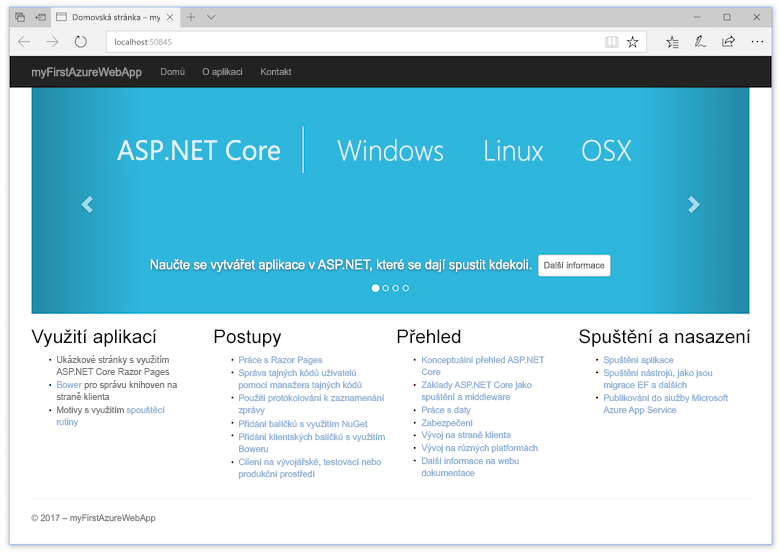 Domovská stránka – my
localhost:50845
myFirstAzureWebApp Domů O aplikaci Kontakt
ASP.NET Core Windows Linux OSX
Naučte se vytvářet aplikace v ASP.NET, které se dají spustit kdekoli. Další informace
Využití aplikací
Ukázkové stránky s využitím
ASP.NET Core Razor Pages
Bower pro správu knihoven na
straně klienta
Motivy s využitím spouštěcí
rutiny
Postupy
Práce s Razor Pages
Správa tajných kódů uživatelů
pomocí manažera tajných kódů
Použití protokolování k zaznamenání
zprávy
Přidání balíčků s využitím NuGet
Přidání klientských balíčků s využitím
Boweru
Cílení na vývojářské, testovací nebo
produkční prostředí
Přehled
Konceptuální přehled ASP.NET
Core
Základy ASP.NET Core jako
spuštění a middleware
Práce s daty
Zabezpečení
Vývoj na straně klienta
Vývoj na různých platformách
Další informace na webu
dokumentace
Spuštění a nasazení
Spuštění aplikace
Spuštění nástrojů, jako jsou
migrace EF a dalších
Publikování do služby Microsoft
Azure App Service
© 2017 – myFirstAzureWebApp